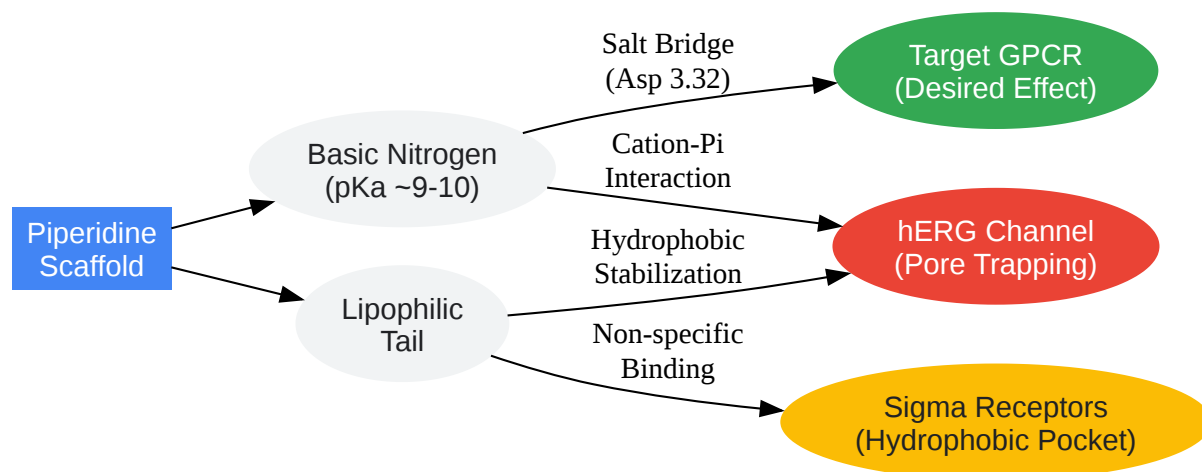 Piperidine
Scaffold
Basic Nitrogen
(pKa ~9-10)
Lipophilic
Tail
Salt Bridge
(Asp 3.32)
Cation-Pi
Interaction
Hydrophobic
Stabilization
Non-specific
Binding
Target GPCR
(Desired Effect)
hERG Channel
(Pore Trapping)
Sigma Receptors
(Hydrophobic Pocket)